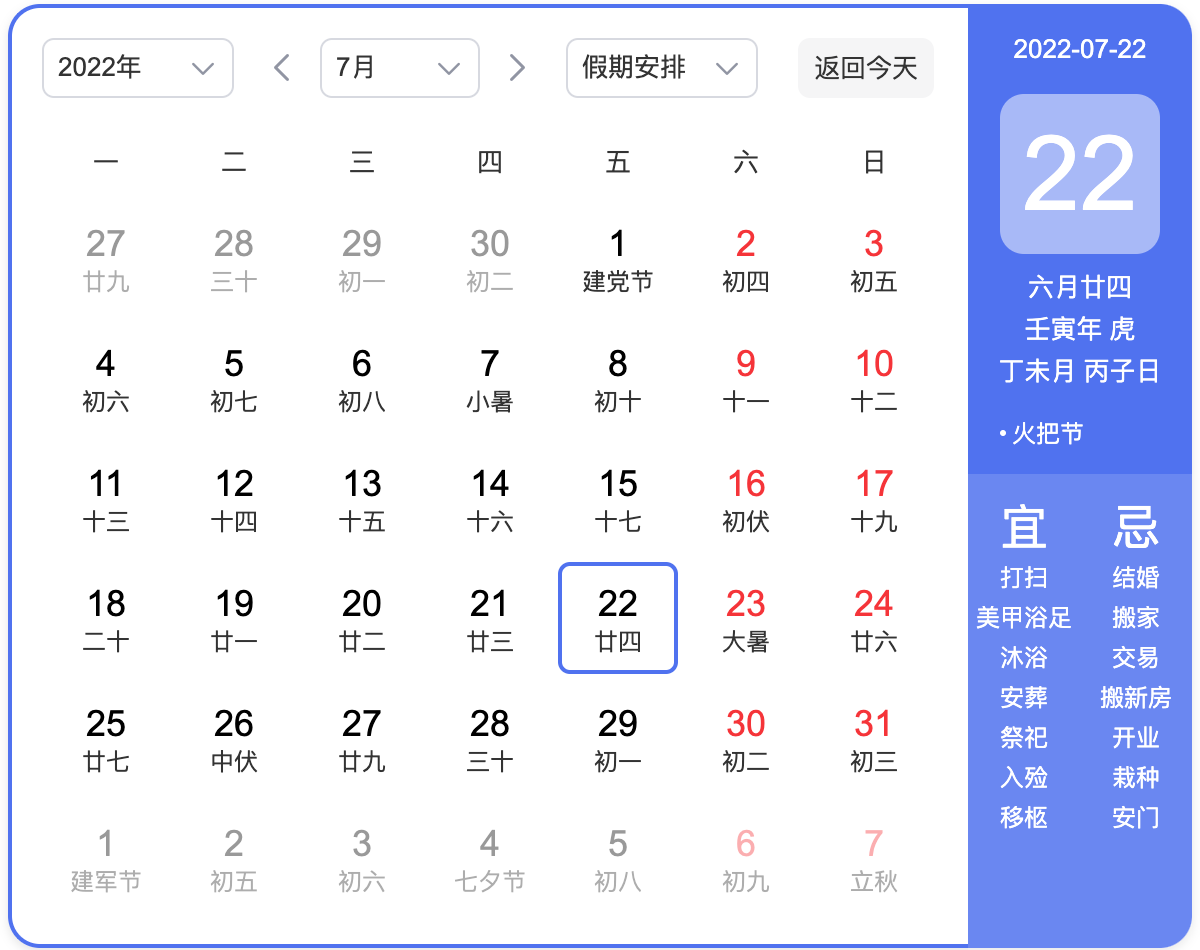 2022年 7月 假期安排 返回今天
一 二 三 四 五 六 日
27 28 29 30 1 2 3
廿九 三十 初一 初二 建党节 初四 初五
4 5 6 7 8 9 10
初六 初七 初八 小暑 初十 十一 十二
11 12 13 14 15 16 17
十三 十四 十五 十六 十七 初伏 十九
18 19 20 21 22 23 24
二十 廿一 廿二 廿三 廿四 大暑 廿六
25 26 27 28 29 30 31
廿七 中伏 廿九 三十 初一 初二 初三
1 2 3 4 5 6 7
建军节 初五 初六 七夕节 初八 初九 立秋
2022-07-22
22
六月廿四
壬寅年 虎
丁未月 丙子日
• 火把节
宜 忌
打扫 结婚
美甲浴足 搬家
沐浴 交易
安葬 搬新房
祭祀 开业
入殓 栽种
移柩 安门